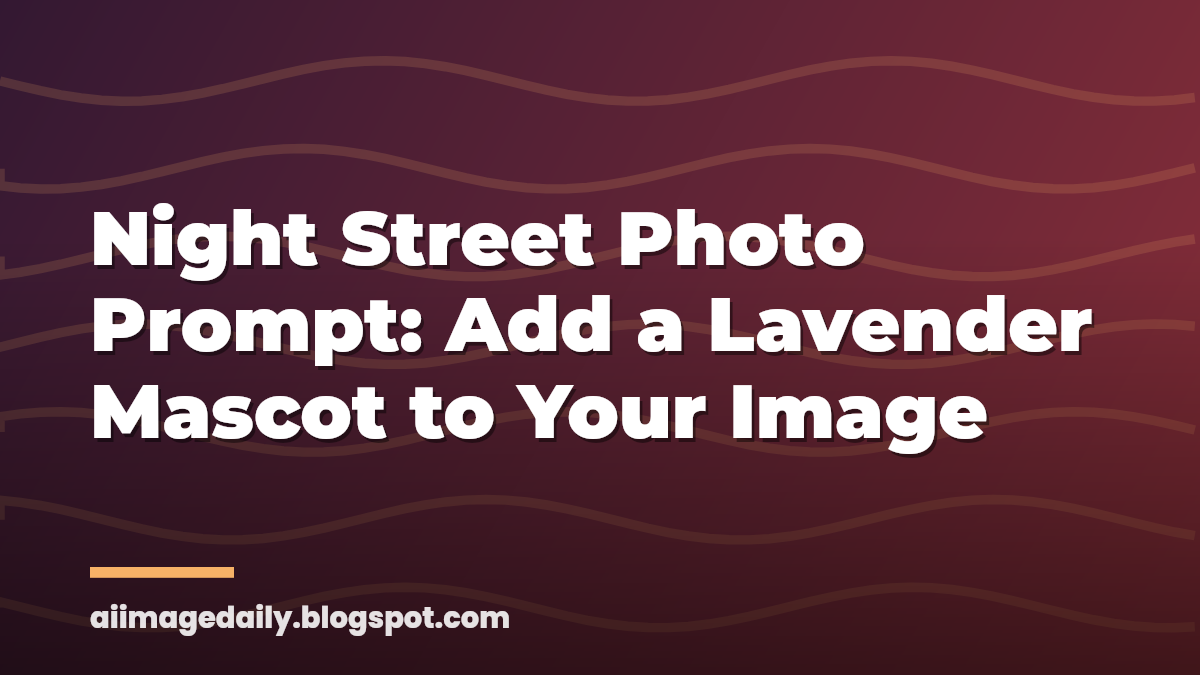 Night Street Photo
Prompt: Add a Lavender
Mascot to Your Image
aiimagedaily.blogspot.com